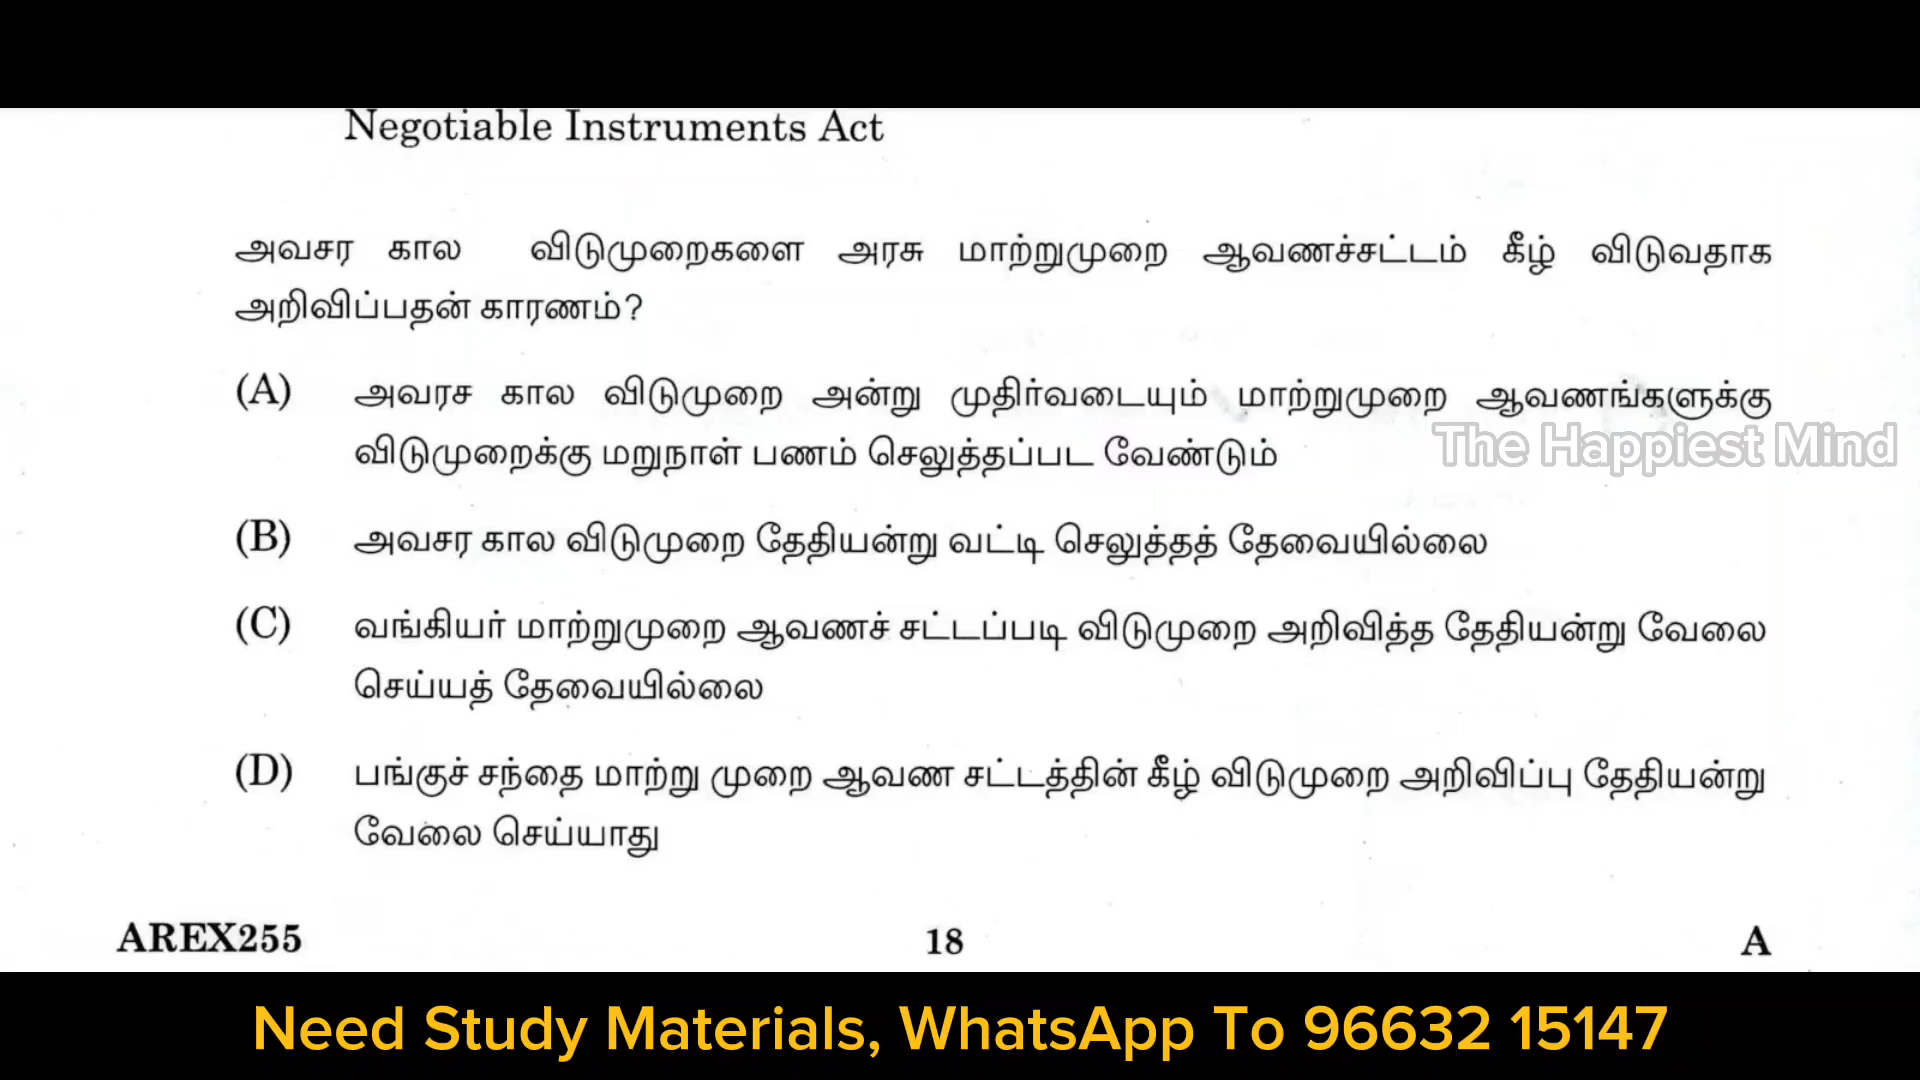 Negotiable Instruments Act
அவசர கால விடுமுறைகளை அரசு மாற்றுமுறை ஆவணச்சட்டம் கீழ் விடுவதாக
அறிவிப்பதன் காரணம்?
(A) அவரச கால விடுமுறை அன்று முதிர்வடையும் மாற்றுமுறை ஆவணங்களுக்கு
விடுமுறைக்கு மறுநாள் பணம் செலுத்தப்பட வேண்டும்
The Happiest Mind
(B) அவசர கால விடுமுறை தேதியன்று வட்டி செலுத்தத் தேவையில்லை
(C) வங்கியர் மாற்றுமுறை ஆவணச் சட்டப்படி விடுமுறை அறிவித்த தேதியன்று வேலை
செய்யத் தேவையில்லை
(D) பங்குச் சந்தை மாற்று முறை ஆவண சட்டத்தின் கீழ் விடுமுறை அறிவிப்பு தேதியன்று
வேலை செய்யாது
AREX255 18 A
Need Study Materials, WhatsApp To 96632 15147